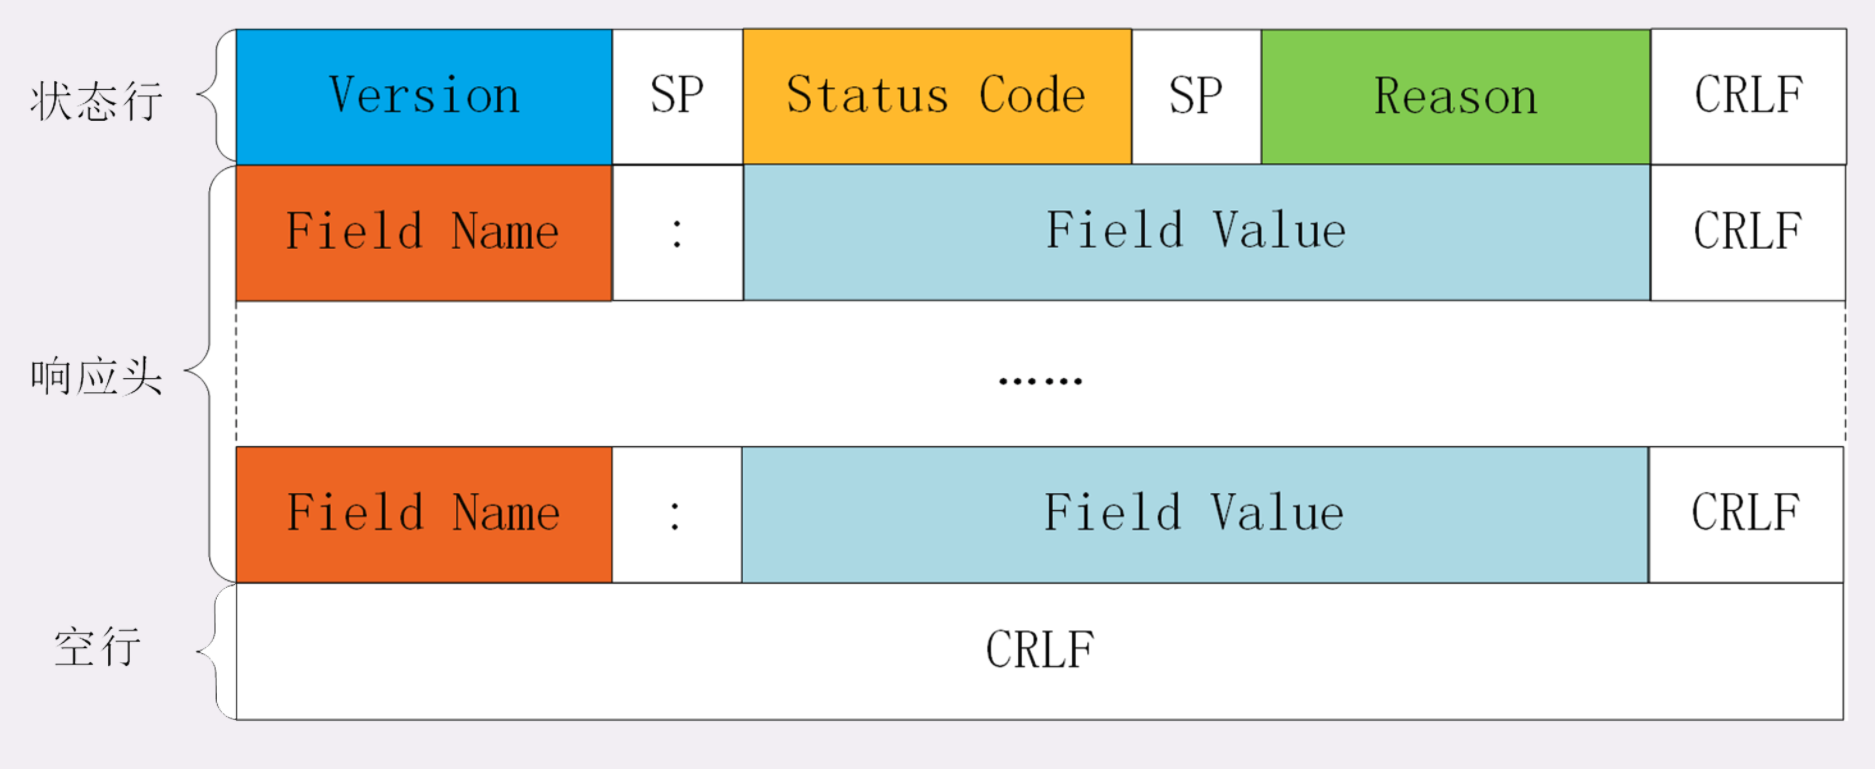 状态行 Version SP Status Code SP Reason CRLF
Field Name : Field Value CRLF
响应头 ……
Field Name : Field Value CRLF
空行 CRLF